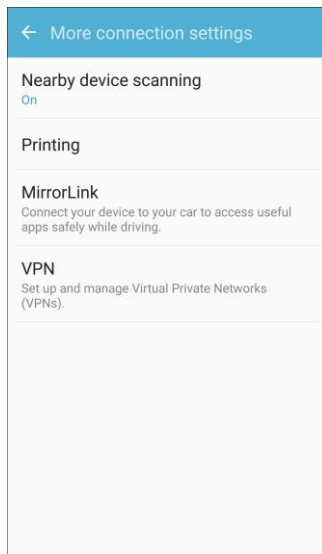 More connection settings
Nearby device scanning
On
Printing
MirrorLink
Connect your device to your car to access useful
apps safely while driving.
VPN
Set up and manage Virtual Private Networks
(VPNs).